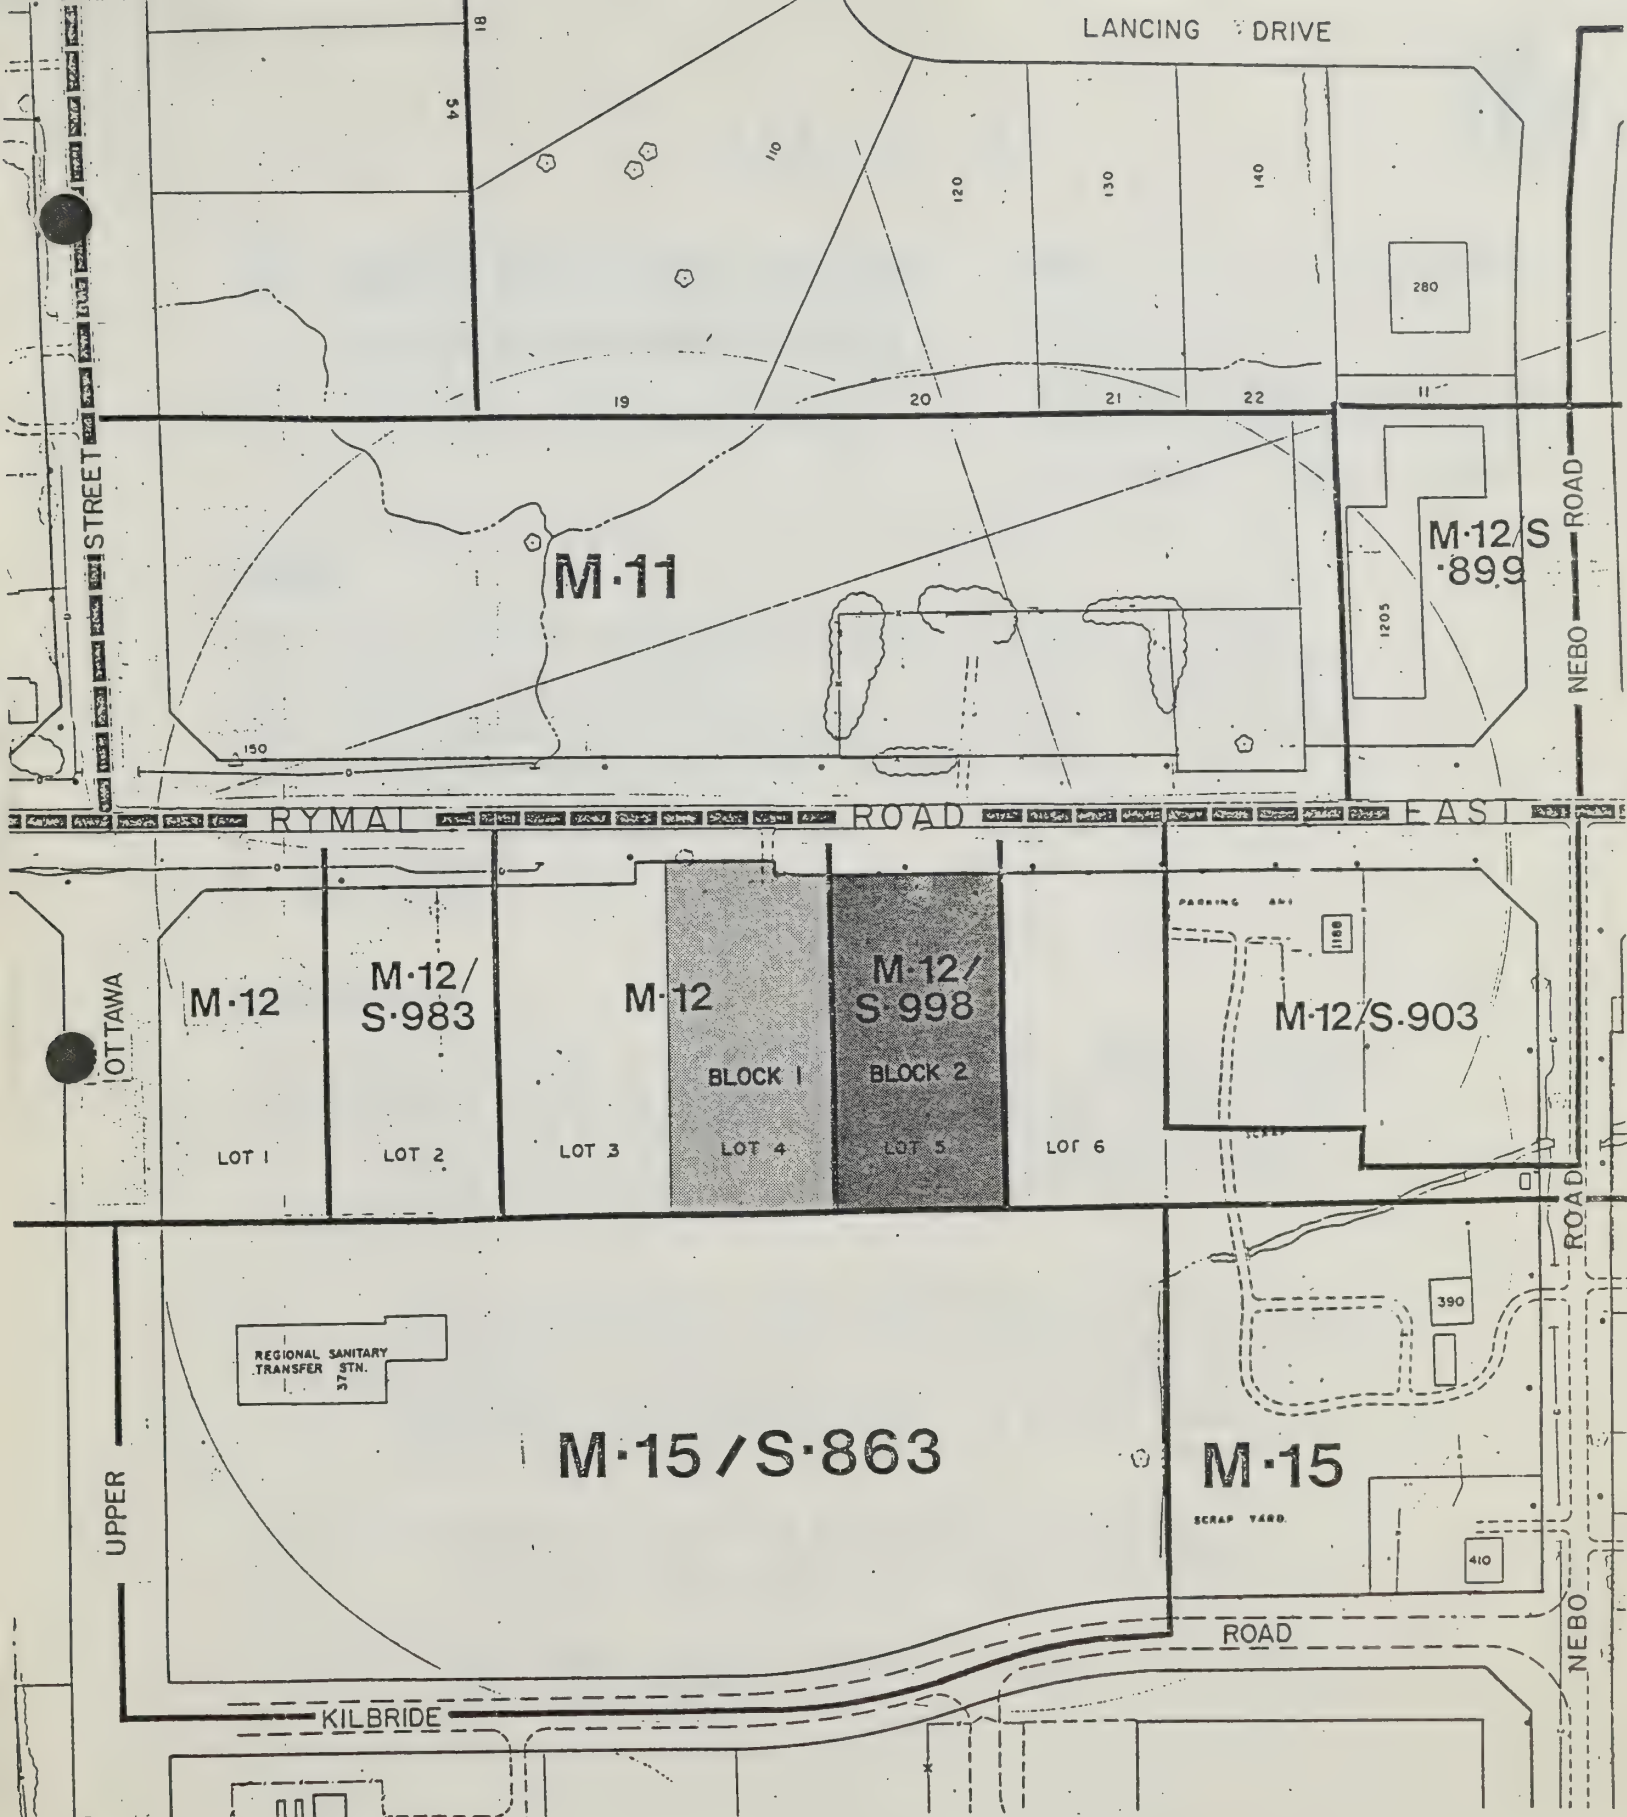 LANCING DRIVE
18
54
110
120
130
140
280
19
20
21
22
11
STREET
M·11
M·12/S
·899
1205
NEBO ROAD
150
RYMAL ROAD EAST
PARKING
1188
OTTAWA
M·12
M·12/
S·983
M·12
M·12/
S·998
M·12/S·903
BLOCK 1
BLOCK 2
LOT 1
LOT 2
LOT 3
LOT 4
LOT 5
LOT 6
SCRAP
ROAD
390
REGIONAL SANITARY
TRANSFER STN.
37
M·15/S·863
M·15
SCRAP YARD.
UPPER
410
NEBO
ROAD
KILBRIDE